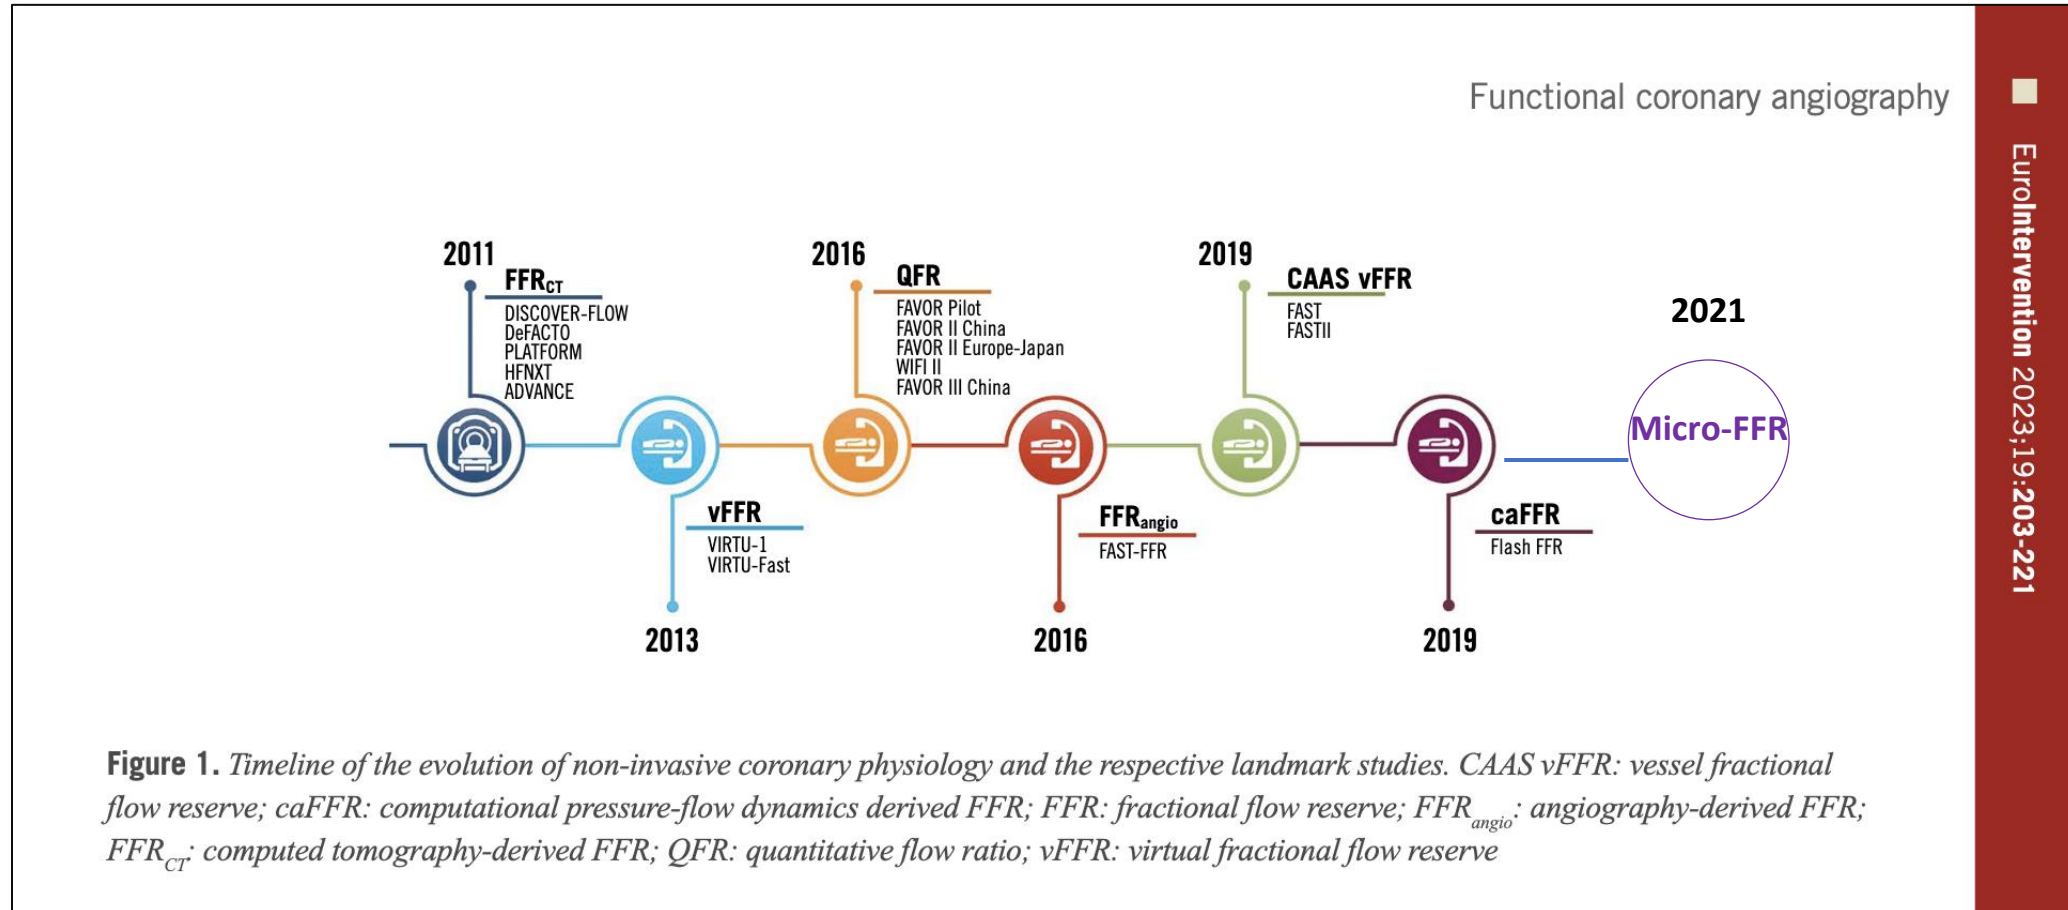 Functional coronary angiography
EuroIntervention 2023;19:203-221
2011
FFRCT
DISCOVER-FLOW
DeFACTO
PLATFORM
HFNXT
ADVANCE
vFFR
VIRTU-1
VIRTU-Fast
2013
2016
QFR
FAVOR Pilot
FAVOR II China
FAVOR II Europe-Japan
WIFI II
FAVOR III China
FFRangio
FAST-FFR
2016
2019
CAAS vFFR
FAST
FASTII
caFFR
Flash FFR
2019
2021
Micro-FFR
Figure 1. Timeline of the evolution of non-invasive coronary physiology and the respective landmark studies. CAAS vFFR: vessel fractional
flow reserve; caFFR: computational pressure-flow dynamics derived FFR; FFR: fractional flow reserve; FFRangio: angiography-derived FFR;
FFRCT: computed tomography-derived FFR; QFR: quantitative flow ratio; vFFR: virtual fractional flow reserve